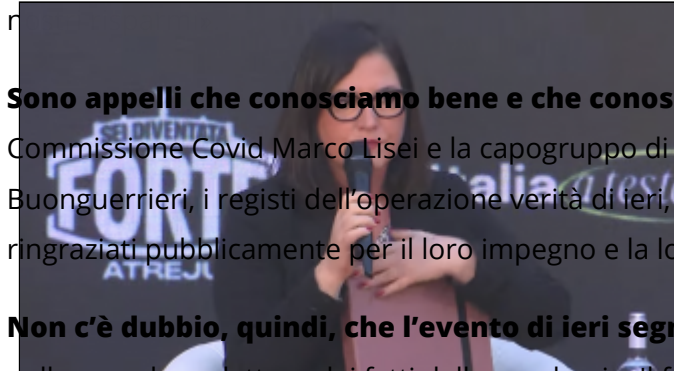 Sono appelli che conosciamo bene e che conos
Commissione Covid Marco Lisei e la capogruppo di
Buonguerrieri, i registi dell'operazione verità di ieri,
ringraziati pubblicamente per il loro impegno e la lo
Non c'è dubbio, quindi, che l'evento di ieri segn
SEI DIVENTATA
FORTE
ATREJU
Italia